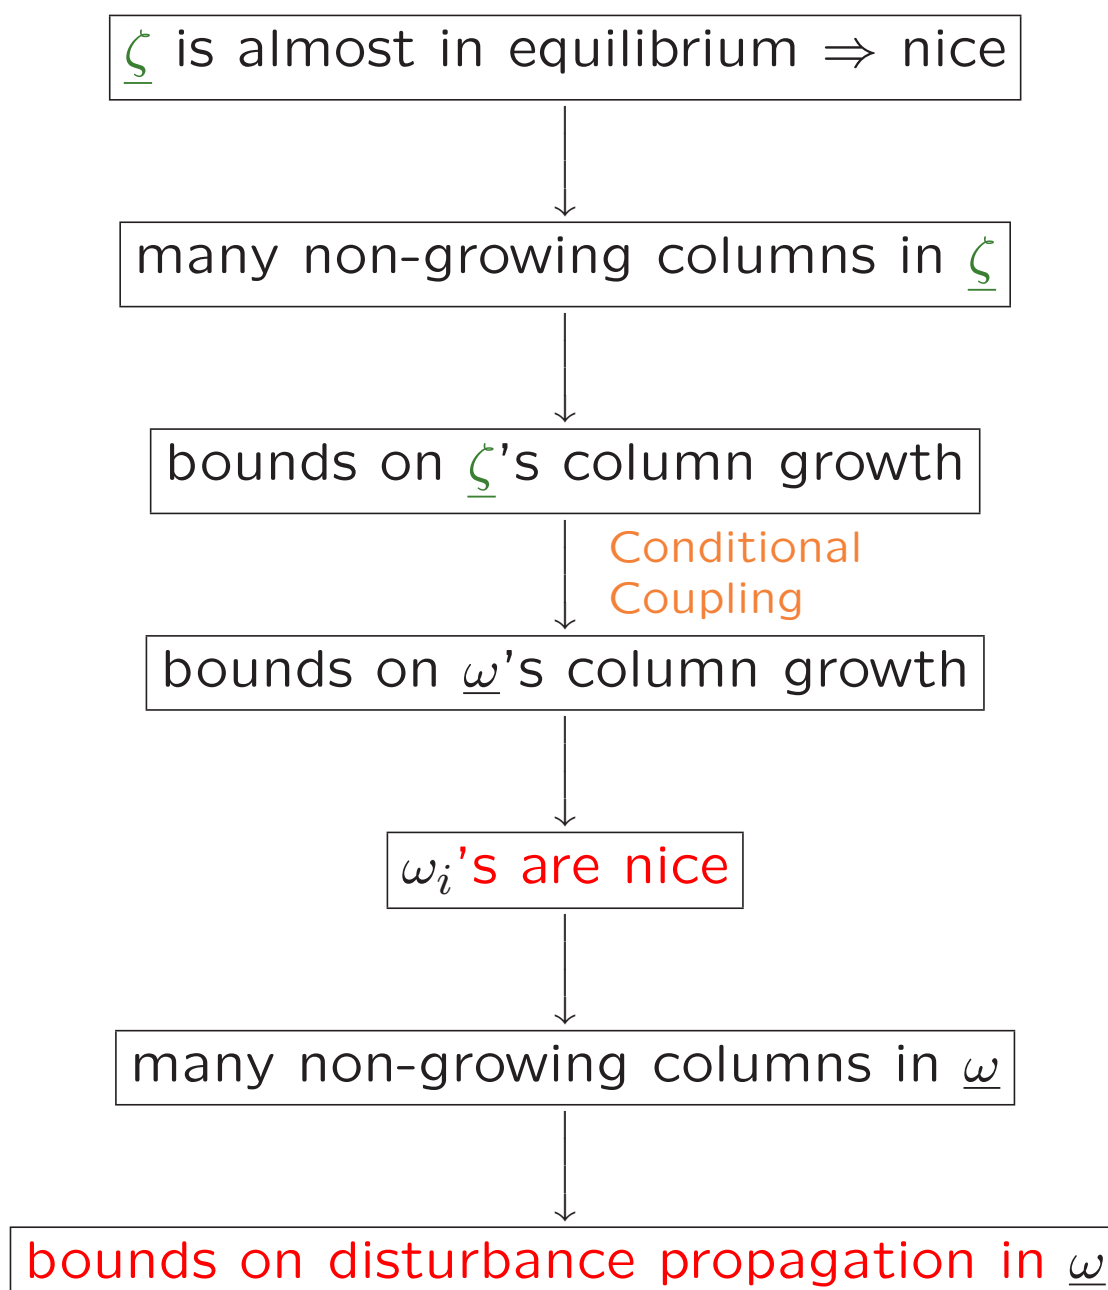 ζ is almost in equilibrium ⇒ nice
many non-growing columns in ζ
bounds on ζ’s column growth
Conditional
Coupling
bounds on ω’s column growth
ωᵢ’s are nice
many non-growing columns in ω
bounds on disturbance propagation in ω